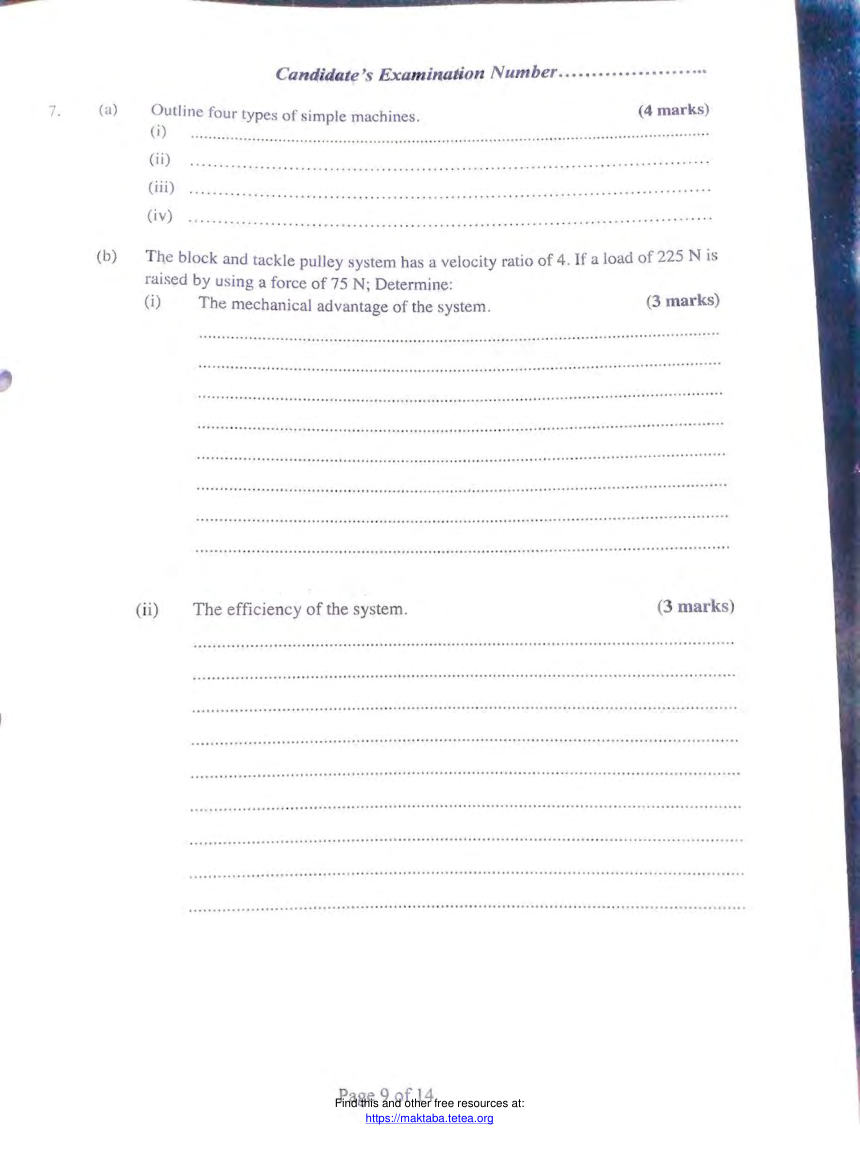 Candidate's Examination Number.......................
7. (a) Outline four types of simple machines. (4 marks)
(i) ..........................................................................
(ii) ..........................................................................
(iii) ..........................................................................
(iv) ..........................................................................
(b) The block and tackle pulley system has a velocity ratio of 4. If a load of 225 N is
raised by using a force of 75 N; Determine:
(i) The mechanical advantage of the system. (3 marks)
(ii) The efficiency of the system. (3 marks)
Page 9 of 14
Find this and other free resources at:
https://maktaba.tetea.org